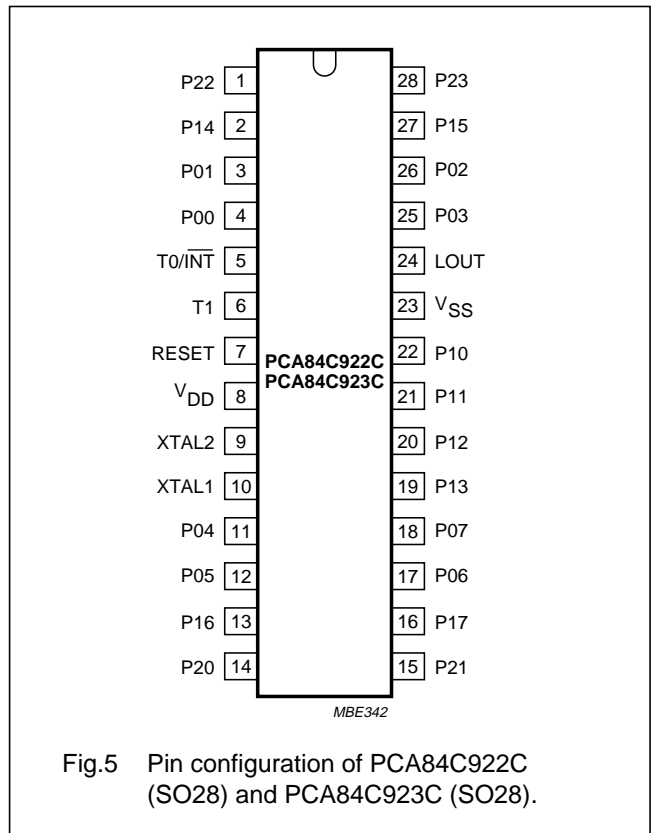 P22 1 28 P23
P14 2 27 P15
P01 3 26 P02
P00 4 25 P03
T0/I̅N̅T̅ 5 24 LOUT
T1 6 23 VSS
RESET 7 22 P10
PCA84C922C
PCA84C923C
VDD 8 21 P11
XTAL2 9 20 P12
XTAL1 10 19 P13
P04 11 18 P07
P05 12 17 P06
P16 13 16 P17
P20 14 15 P21
MBE342
Fig.5 Pin configuration of PCA84C922C
(SO28) and PCA84C923C (SO28).